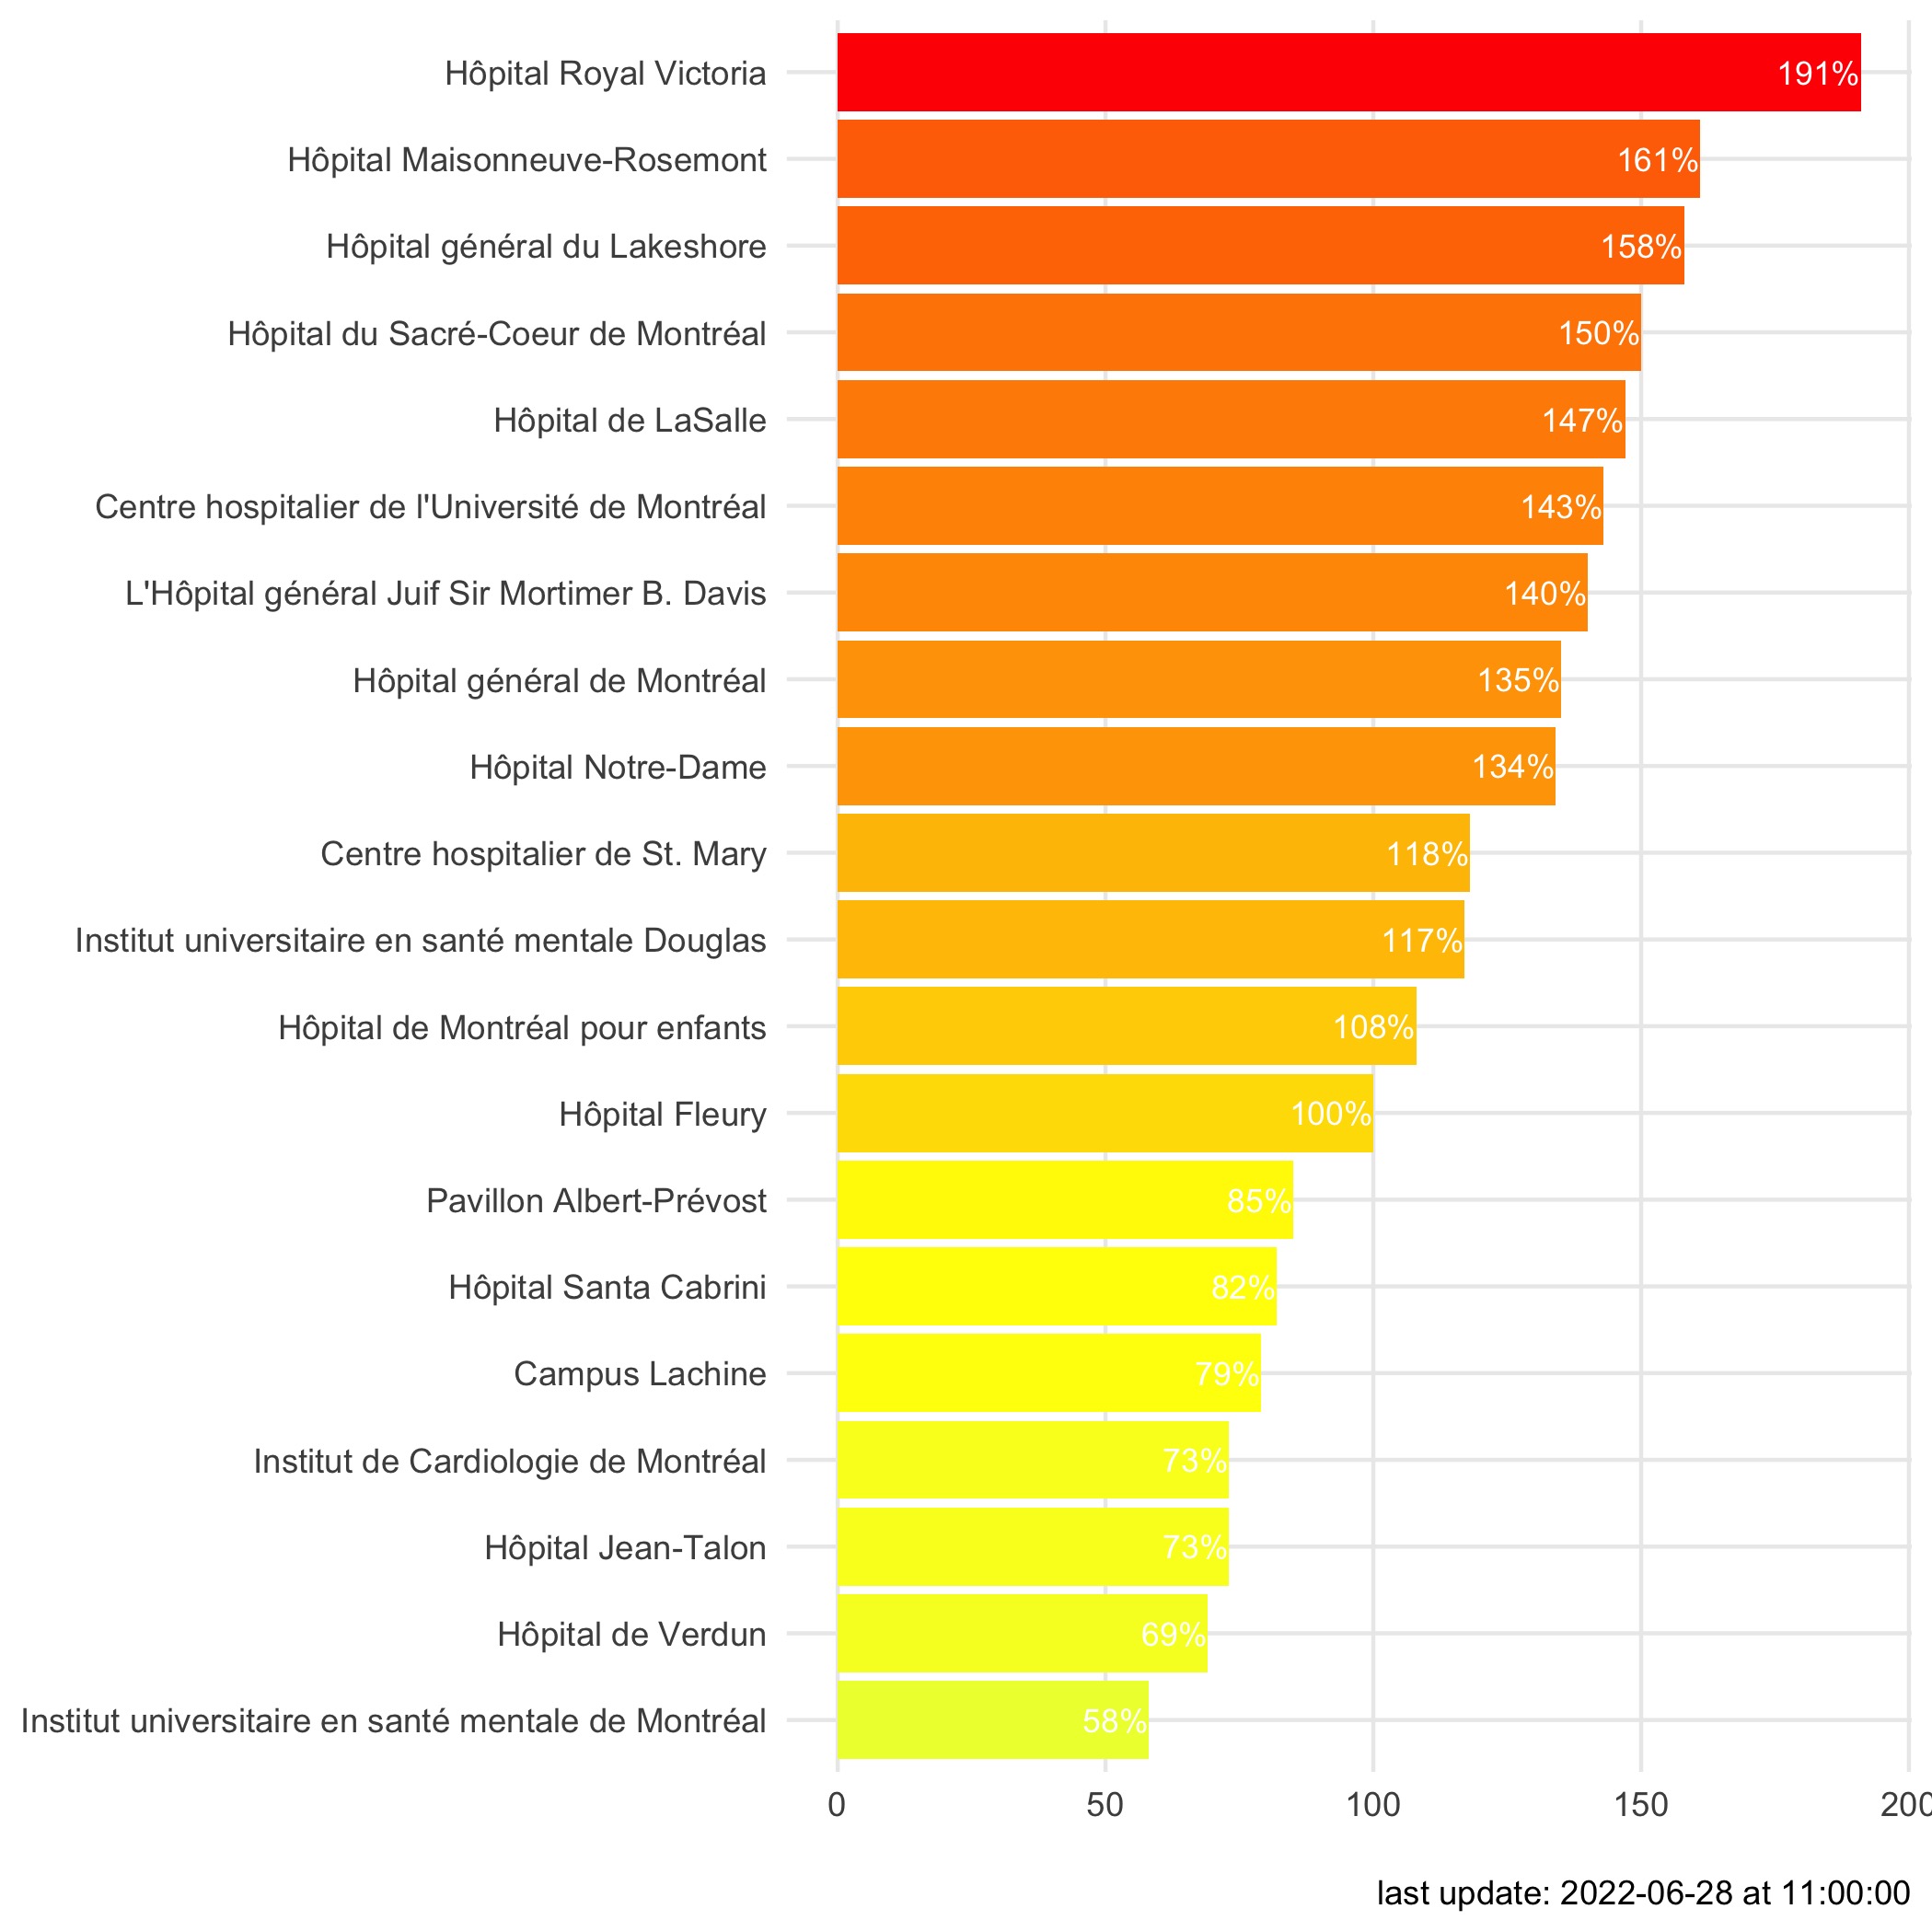 Hôpital Royal Victoria 191%
Hôpital Maisonneuve-Rosemont 161%
Hôpital général du Lakeshore 158%
Hôpital du Sacré-Coeur de Montréal 150%
Hôpital de LaSalle 147%
Centre hospitalier de l'Université de Montréal 143%
L'Hôpital général Juif Sir Mortimer B. Davis 140%
Hôpital général de Montréal 135%
Hôpital Notre-Dame 134%
Centre hospitalier de St. Mary 118%
Institut universitaire en santé mentale Douglas 117%
Hôpital de Montréal pour enfants 108%
Hôpital Fleury 100%
Pavillon Albert-Prévost 85%
Hôpital Santa Cabrini 82%
Campus Lachine 79%
Institut de Cardiologie de Montréal 73%
Hôpital Jean-Talon 73%
Hôpital de Verdun 69%
Institut universitaire en santé mentale de Montréal 58%
0 50 100 150 200
last update: 2022-06-28 at 11:00:00